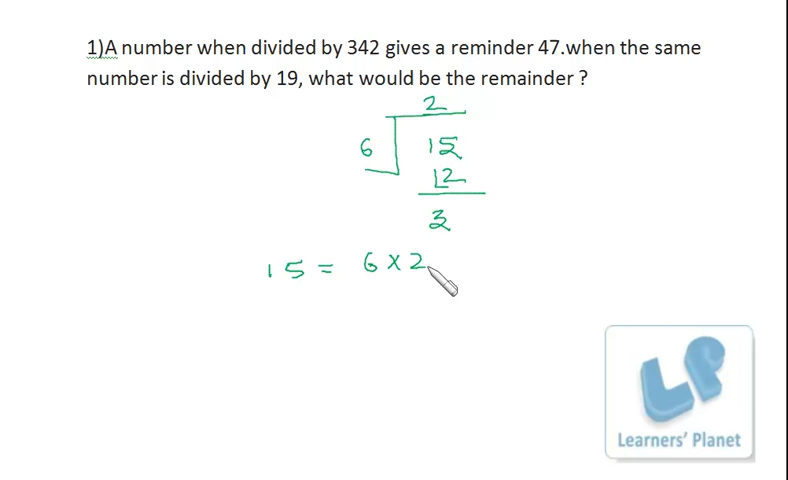 1)A number when divided by 342 gives a reminder 47.when the same
number is divided by 19, what would be the remainder ?
2
6 15
12
3
15 = 6 × 2
LP
Learners' Planet